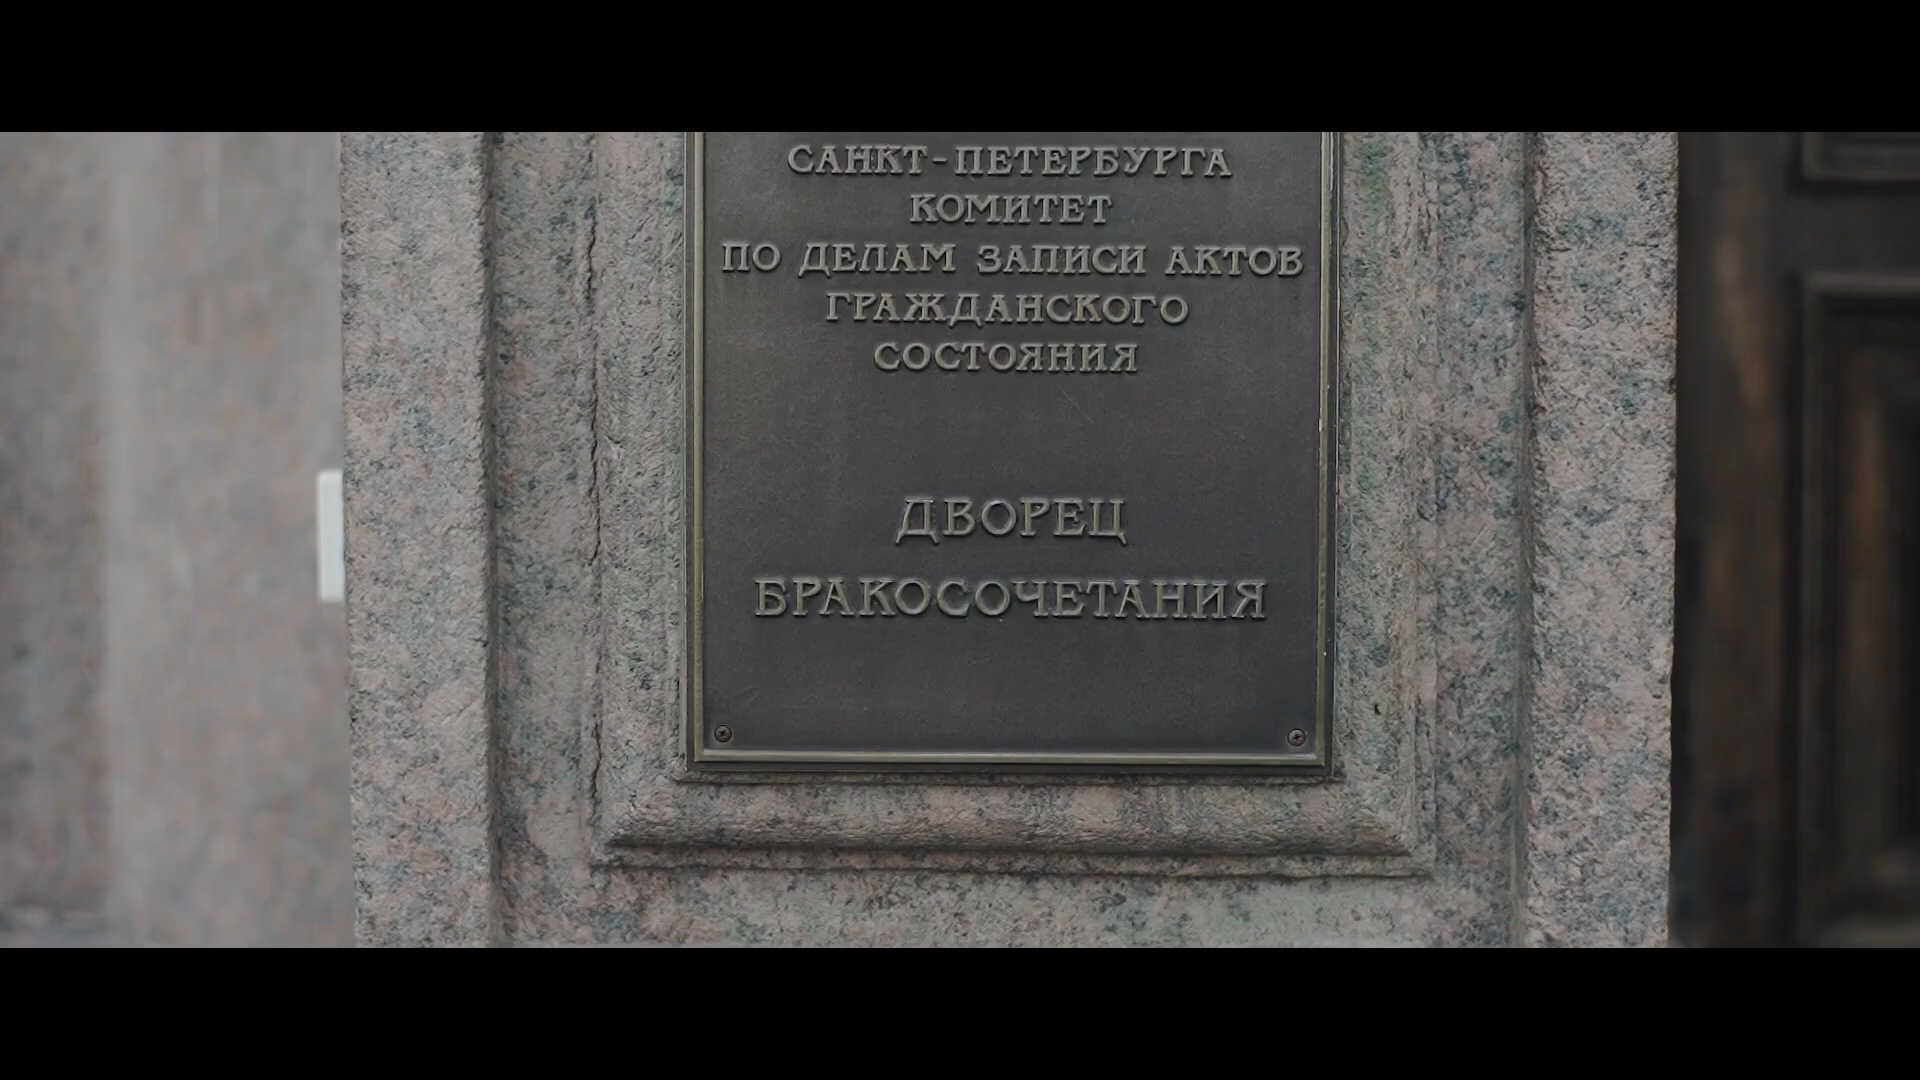 САНКТ-ПЕТЕРБУРГА
КОМИТЕТ
ПО ДЕЛАМ ЗАПИСИ АКТОВ
ГРАЖДАНСКОГО
СОСТОЯНИЯ
ДВОРЕЦ
БРАКОСОЧЕТАНИЯ